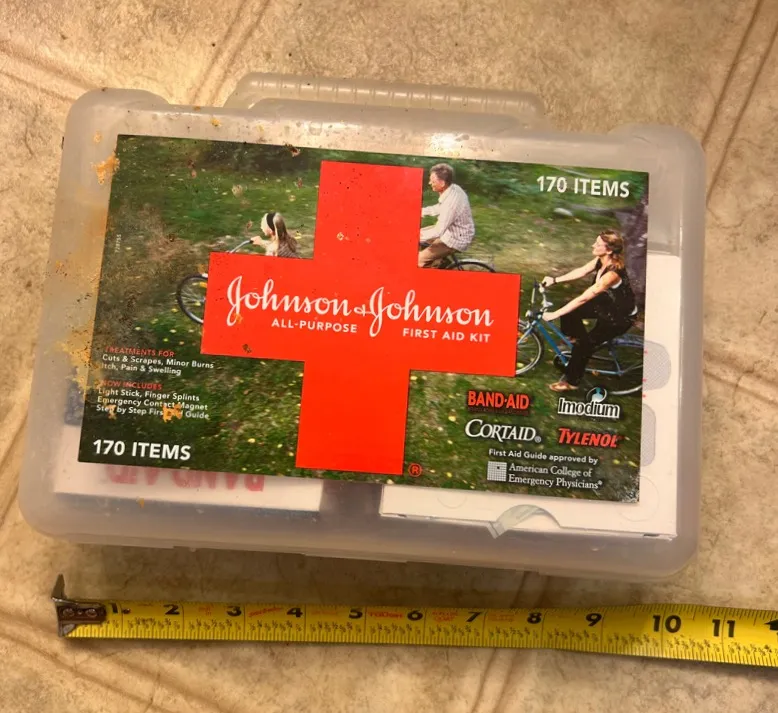 170 ITEMS
Johnson & Johnson
ALL-PURPOSE FIRST AID KIT
®
TREATMENTS FOR
Cuts & Scrapes, Minor Burns
Itch, Pain & Swelling
NOW INCLUDES
Light Stick, Finger Splints
Emergency Contact Magnet
Step by Step First Guide
170 ITEMS
BAND-AID
Imodium
CORTAID®
TYLENOL
First Aid Guide approved by
American College of
Emergency Physicians®
BAND-AID
1 2 3 4 5 6 7 8 9 10 11